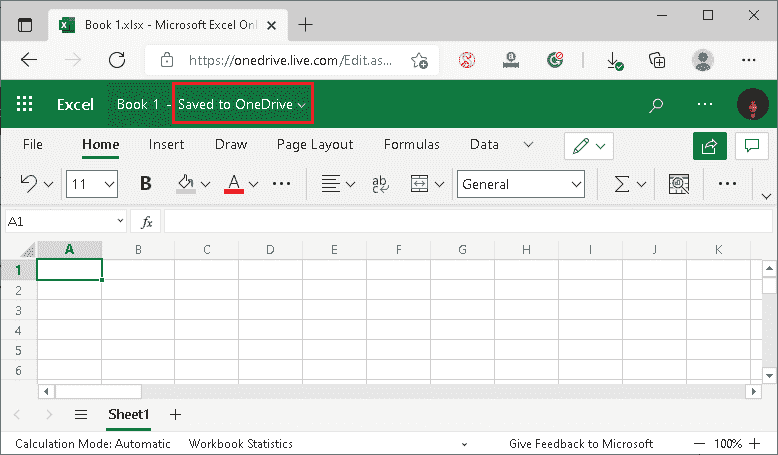 Book 1.xlsx - Microsoft Excel Onl
https://onedrive.live.com/Edit.as...
Excel Book 1 - Saved to OneDrive
File Home Insert Draw Page Layout Formulas Data
11 B A ... ab c General Σ ...
A1 fx
A B C D E F G H I J K
1
2
3
4
5
6
Sheet1
Calculation Mode: Automatic Workbook Statistics Give Feedback to Microsoft 100%